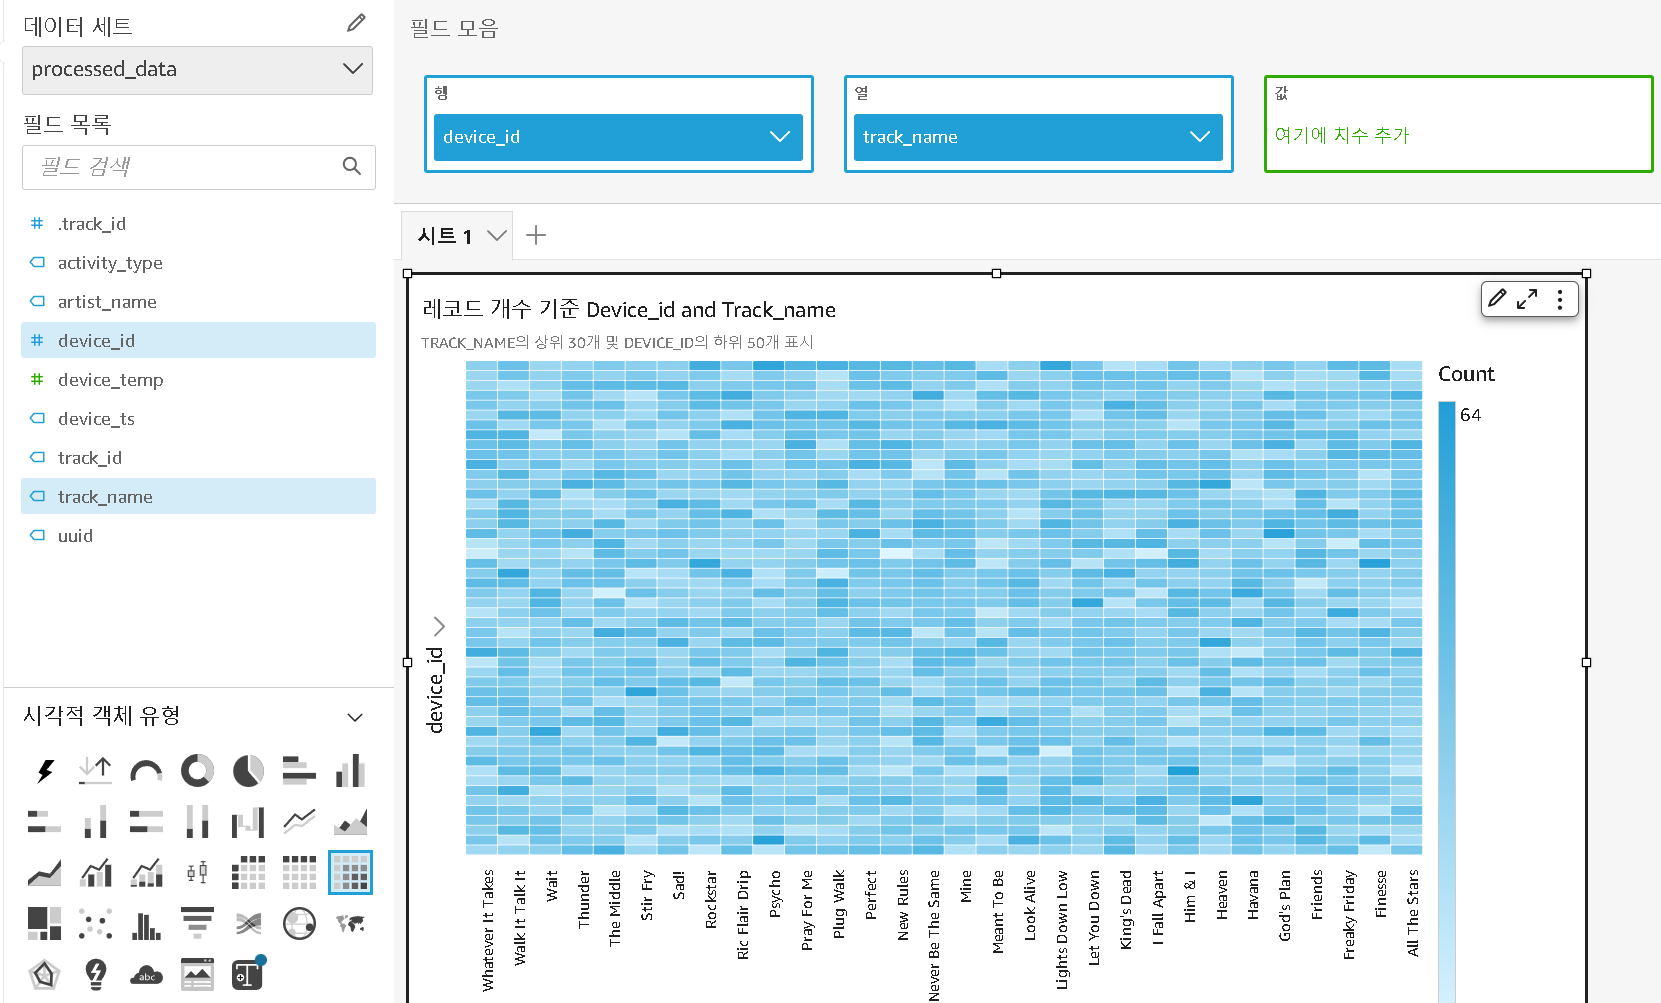 데이터 세트
processed_data
필드 목록
필드 검색
.track_id
activity_type
artist_name
device_id
device_temp
device_ts
track_id
track_name
uuid
시각적 객체 유형
abc
필드 모음
행
device_id
열
track_name
값
여기에 치수 추가
시트 1
레코드 개수 기준 Device_id and Track_name
TRACK_NAME의 상위 30개 및 DEVICE_ID의 하위 50개 표시
Count
64
device_id
Whatever It Takes
Walk It Talk It
Wait
Thunder
The Middle
Stir Fry
Sad!
Rockstar
Ric Flair Drip
Psycho
Pray For Me
Plug Walk
Perfect
New Rules
Never Be The Same
Mine
Meant To Be
Look Alive
Lights Down Low
Let You Down
King's Dead
I Fall Apart
Him & I
Heaven
Havana
God's Plan
Friends
Freaky Friday
Finesse
All The Stars